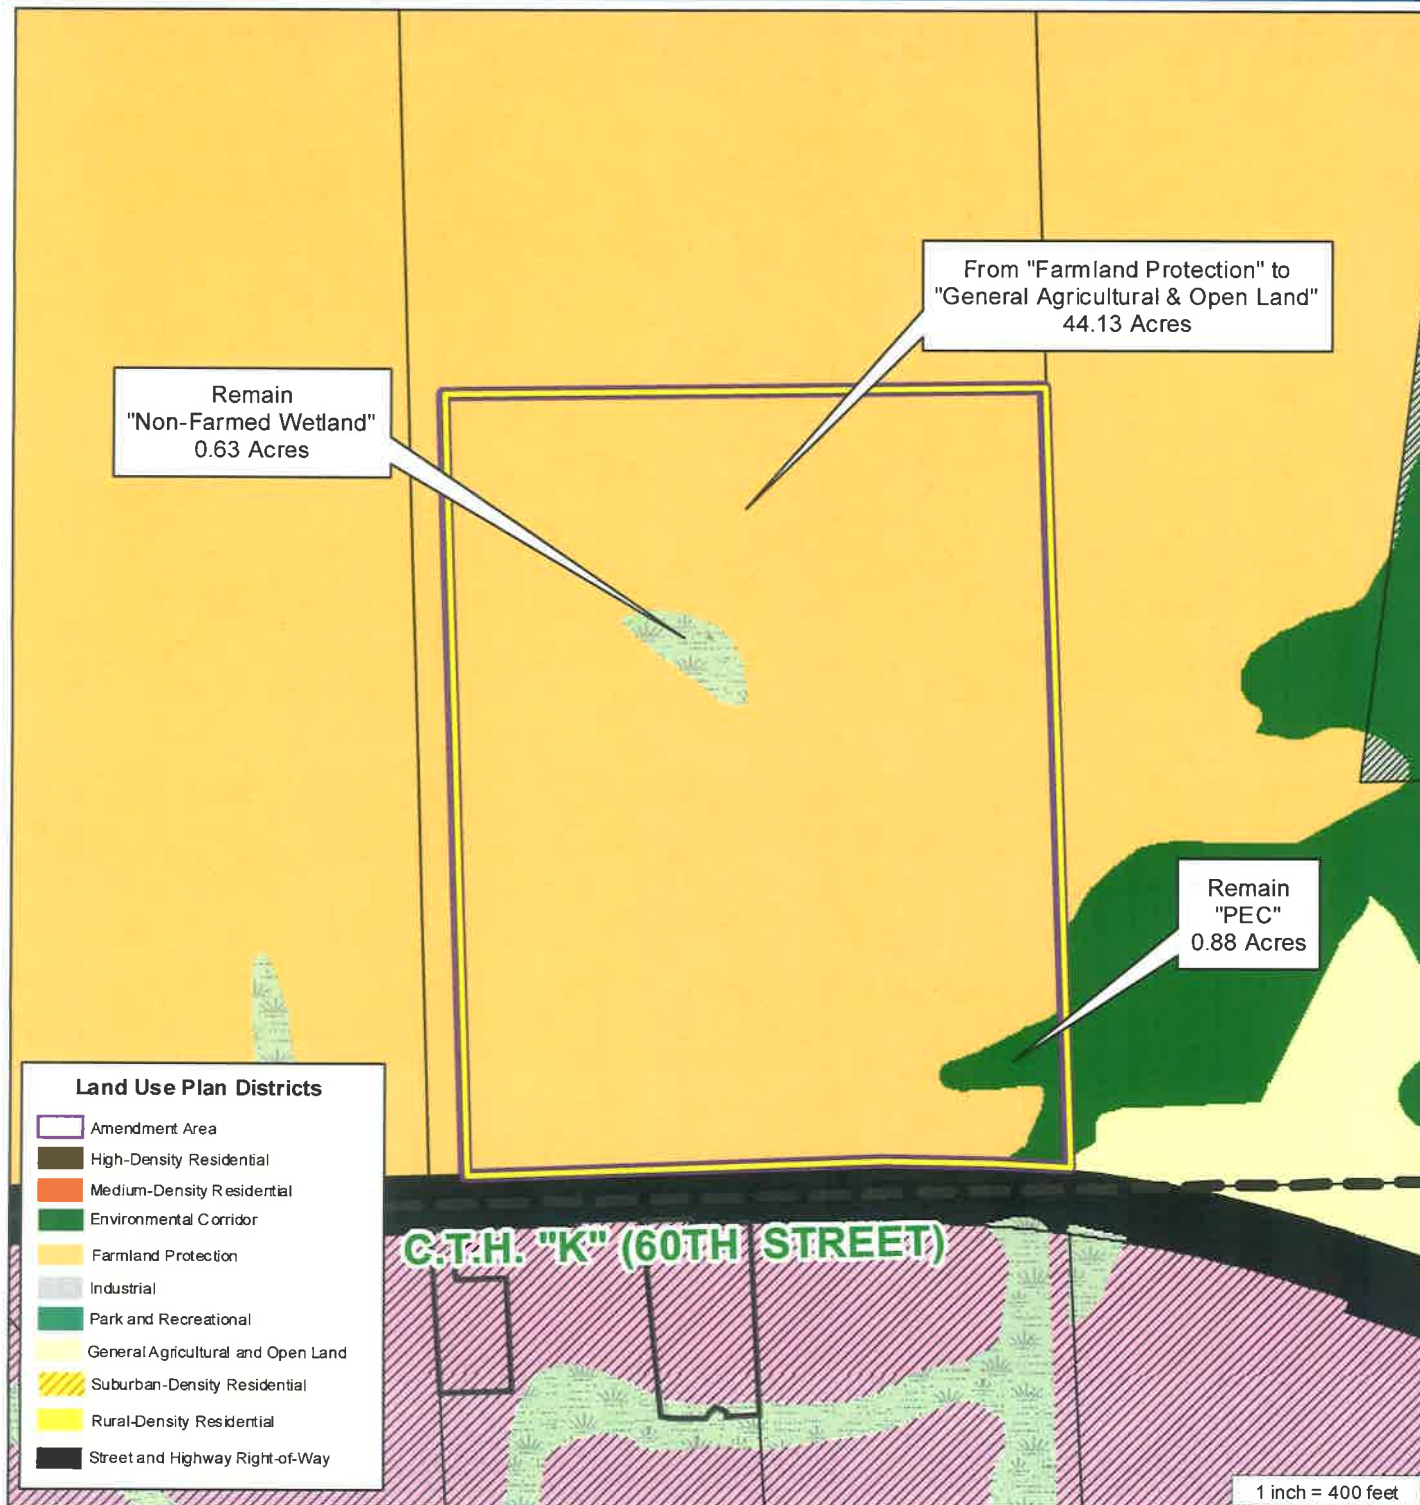 From "Farmland Protection" to
"General Agricultural & Open Land"
44.13 Acres
Remain
"Non-Farmed Wetland"
0.63 Acres
Remain
"PEC"
0.88 Acres
Land Use Plan Districts
Amendment Area
High-Density Residential
Medium-Density Residential
Environmental Corridor
Farmland Protection
Industrial
Park and Recreational
General Agricultural and Open Land
Suburban-Density Residential
Rural-Density Residential
Street and Highway Right-of-Way
C.T.H. "K" (60TH STREET)
1 inch = 400 feet